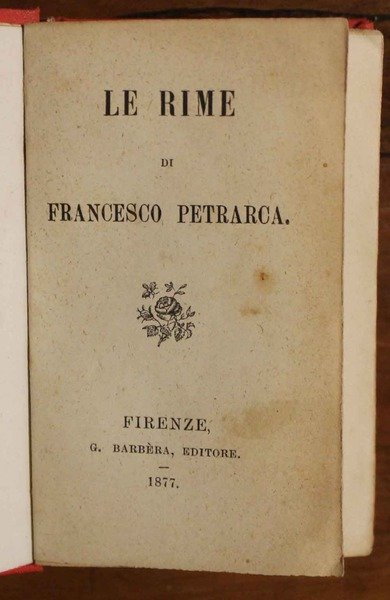 LE RIME
DI
FRANCESCO PETRARCA.
FIRENZE,
G. BARBÈRA, EDITORE.
1877.